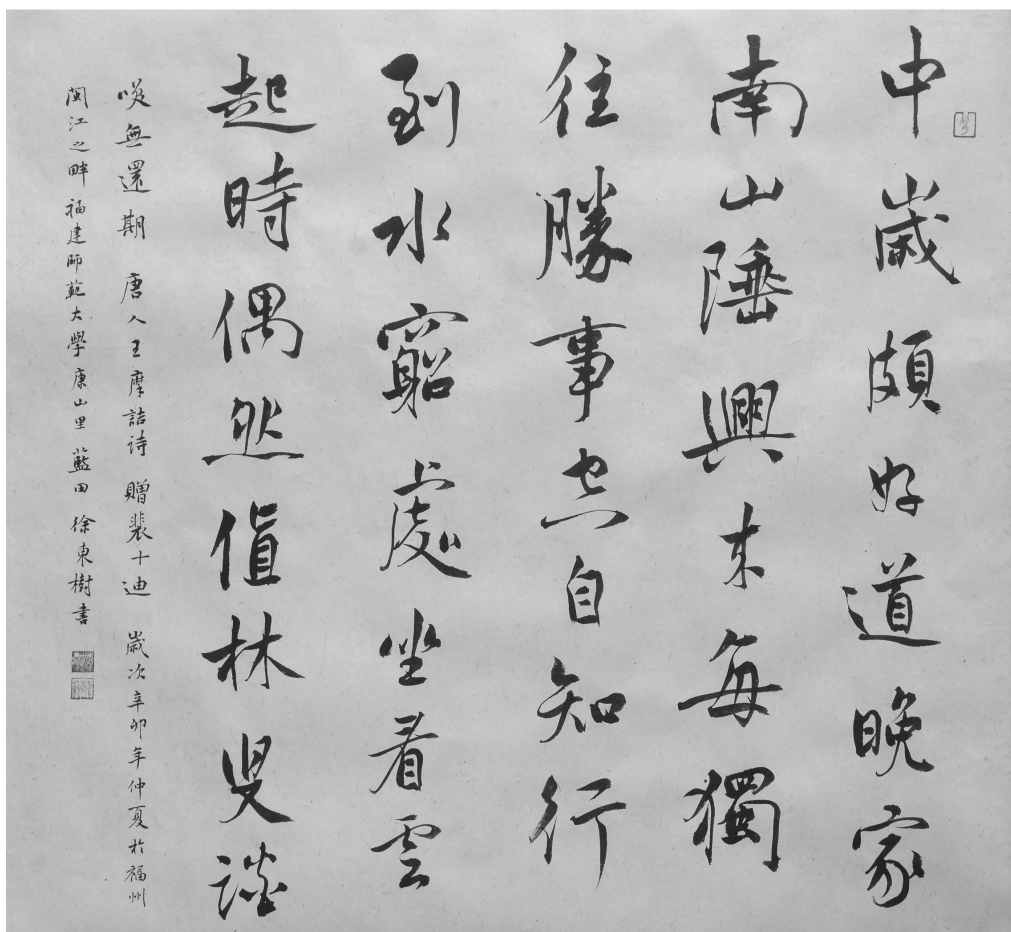 中歲頗好道晚家
南山陲興來每獨
往勝事空自知行
到水窮處坐看雲
起時偶然值林叟談
笑無還期 唐人王摩詰詩 贈裴十迪 歲次辛卯年仲夏於福州
閩江之畔福建師範大學康山里 藍田 徐東樹書